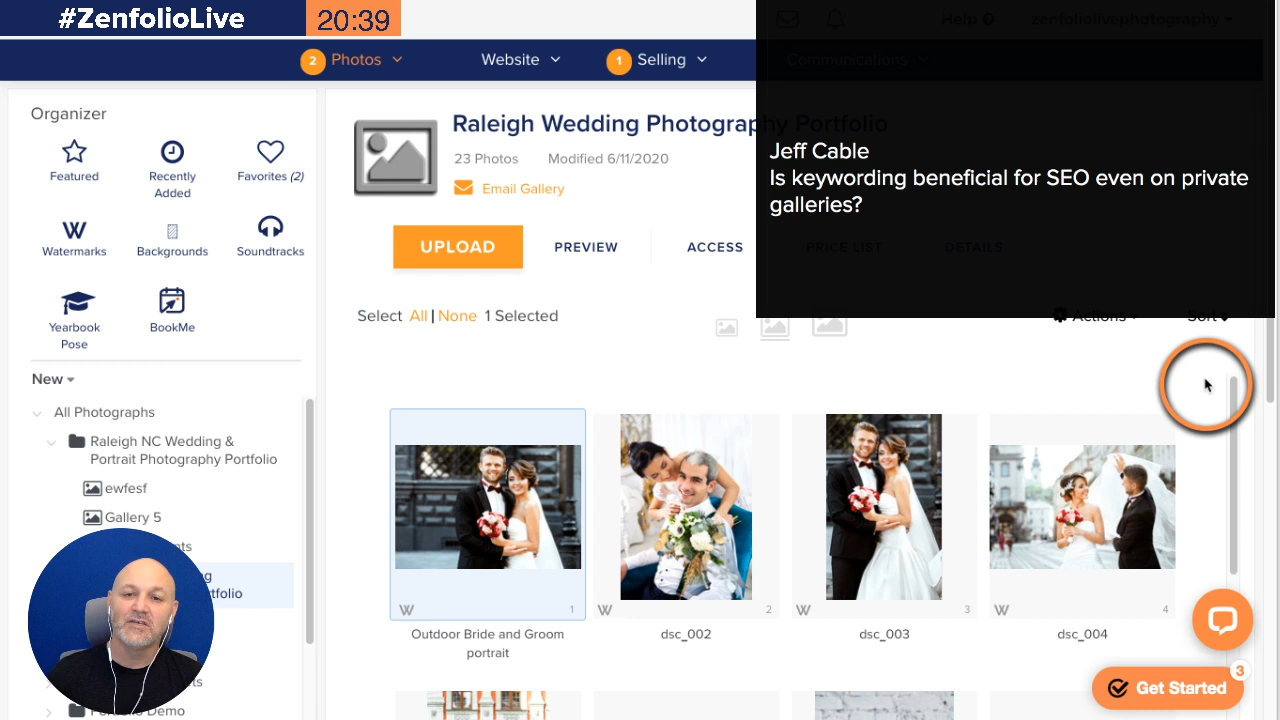 #ZenfolioLive
20:39
Help
zenfoliolivephotography
2 Photos
Website
1 Selling
Communications
Organizer
Featured
Recently
Added
Favorites (2)
Watermarks
Backgrounds
Soundtracks
Yearbook
Pose
BookMe
New
All Photographs
Raleigh NC Wedding &
Portrait Photography Portfolio
ewfesf
Gallery 5
Portfolio Demo
Raleigh Wedding Photography Portfolio
23 Photos
Modified 6/11/2020
Email Gallery
UPLOAD
PREVIEW
ACCESS
PRICE LIST
DETAILS
Jeff Cable
Is keywording beneficial for SEO even on private
galleries?
Select All | None 1 Selected
Actions
Sort
W 1
W 2
W 3
W 4
Outdoor Bride and Groom
portrait
dsc_002
dsc_003
dsc_004
3
Get Started